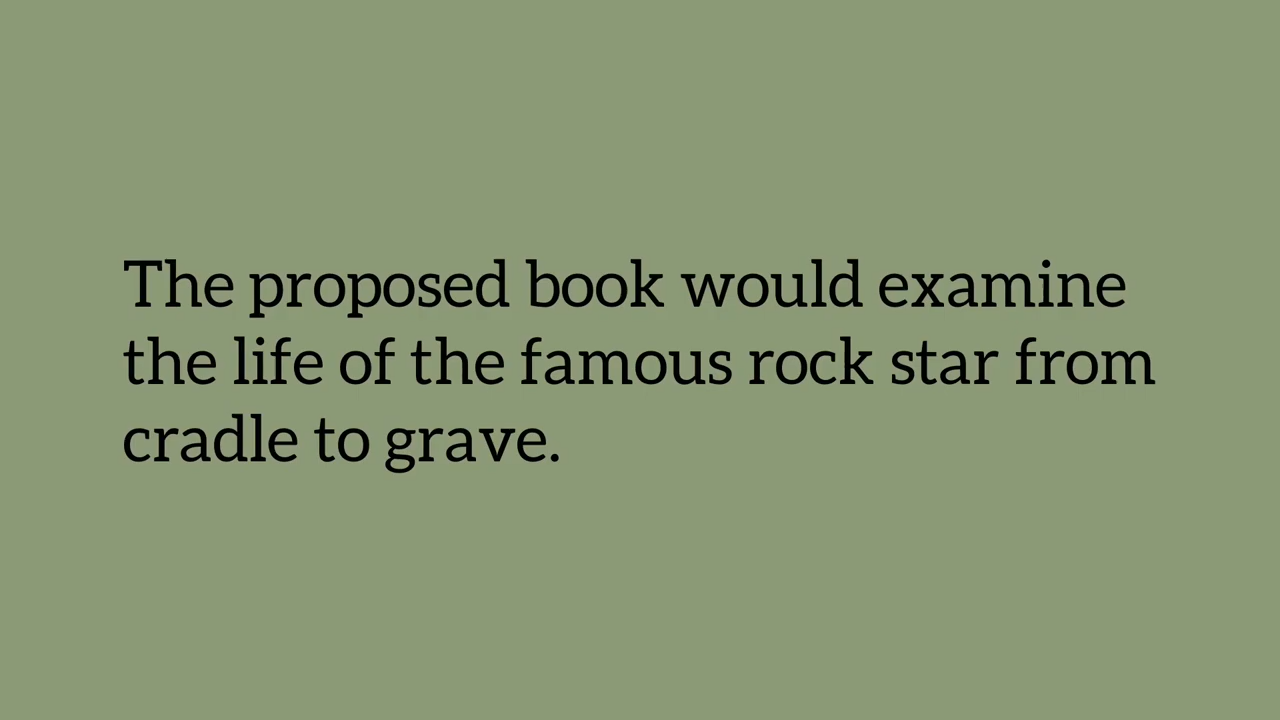 The proposed book would examine
the life of the famous rock star from
cradle to grave.